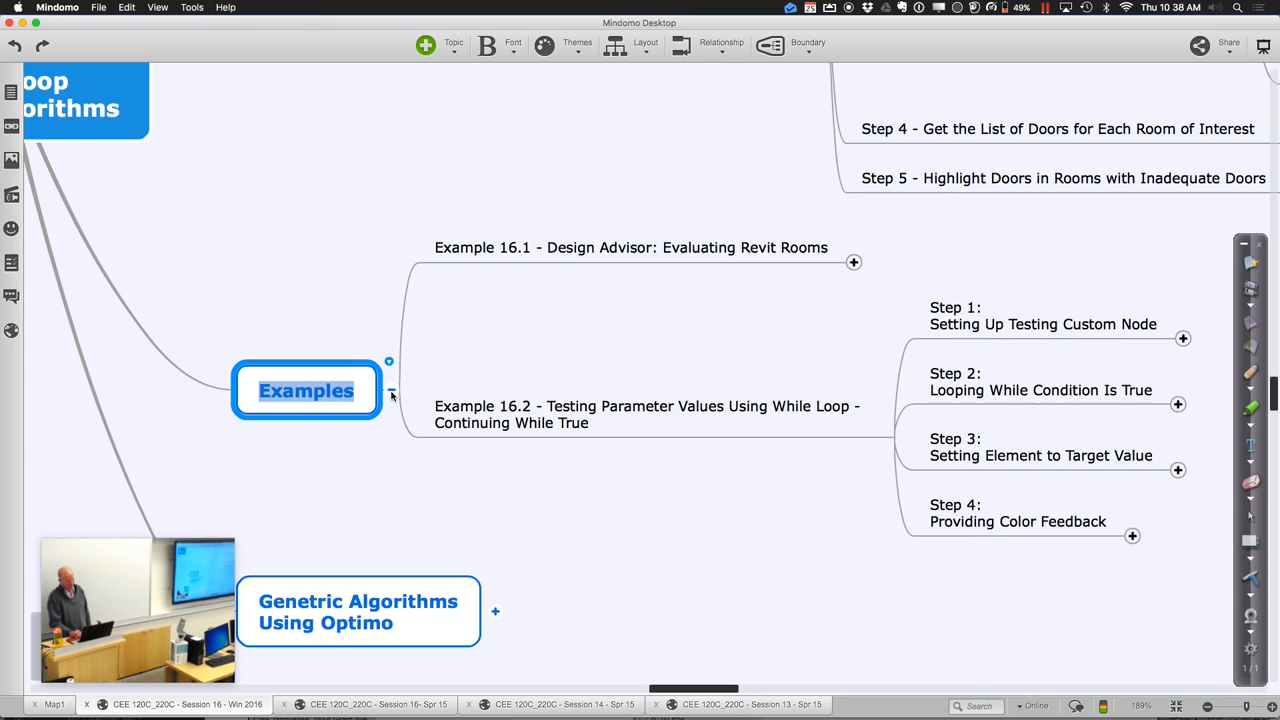 Mindomo File Edit View Tools Help
25 49% Thu 10 38 AM
Mindomo Desktop
Topic Font Themes Layout Relationship Boundary Share
oop
orithms
Step 4 - Get the List of Doors for Each Room of Interest
Step 5 - Highlight Doors in Rooms with Inadequate Doors
Example 16.1 - Design Advisor: Evaluating Revit Rooms
Step 1:
Setting Up Testing Custom Node
Step 2:
Looping While Condition Is True
Examples
Example 16.2 - Testing Parameter Values Using While Loop -
Continuing While True
Step 3:
Setting Element to Target Value
Step 4:
Providing Color Feedback
Genetric Algorithms
Using Optimo
1/1
Map1 CEE 120C_220C - Session 16 - Win 2016 CEE 120C_220C - Session 16- Spr 15 CEE 120C_220C - Session 14 - Spr 15 CEE 120C_220C - Session 13 - Spr 15 Search Online 189%